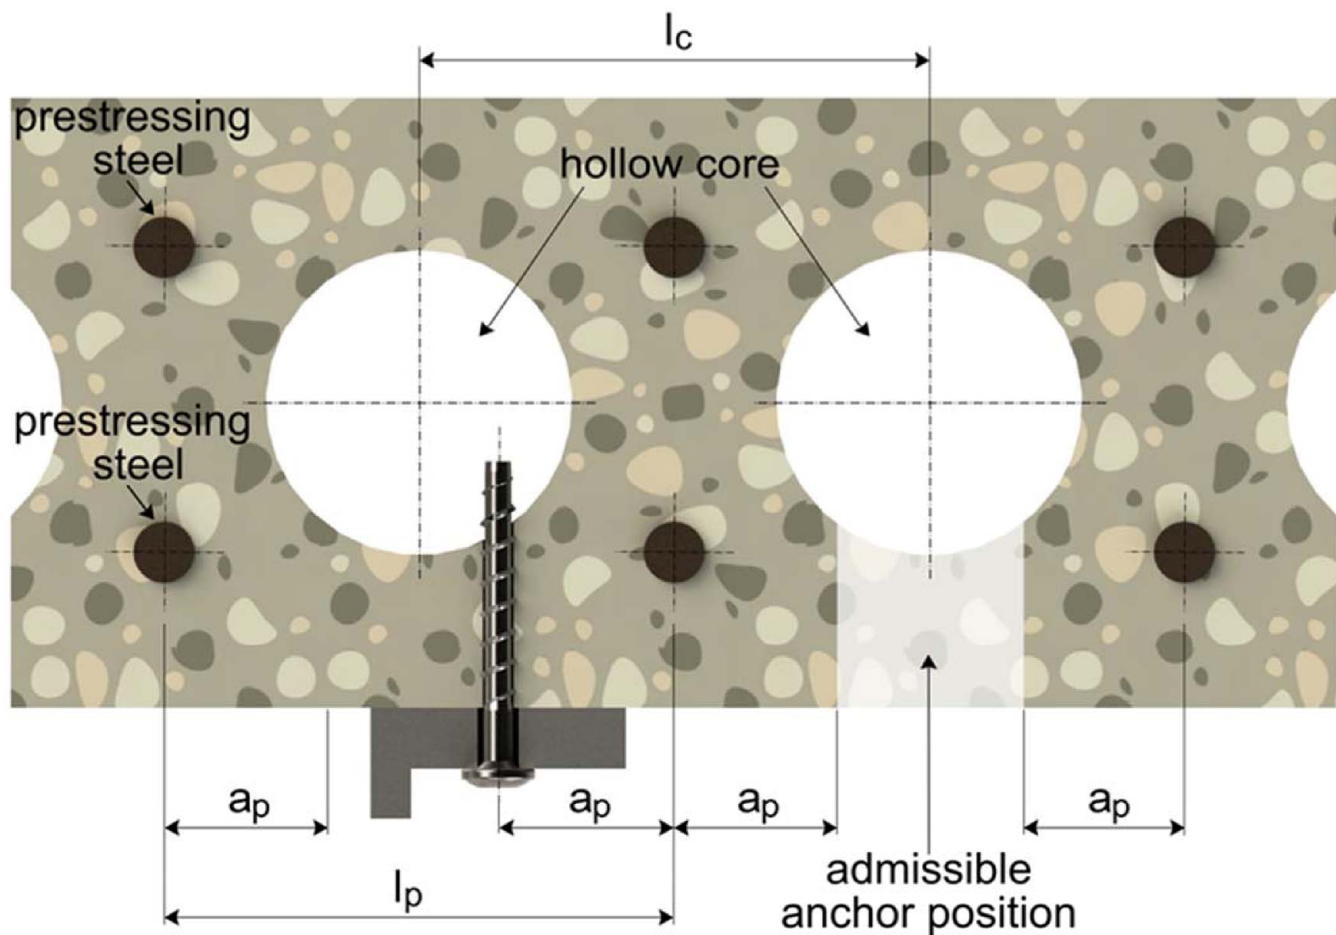 lc
prestressing
steel
hollow core
prestressing
steel
ap
ap
ap
ap
lp
admissible
anchor position